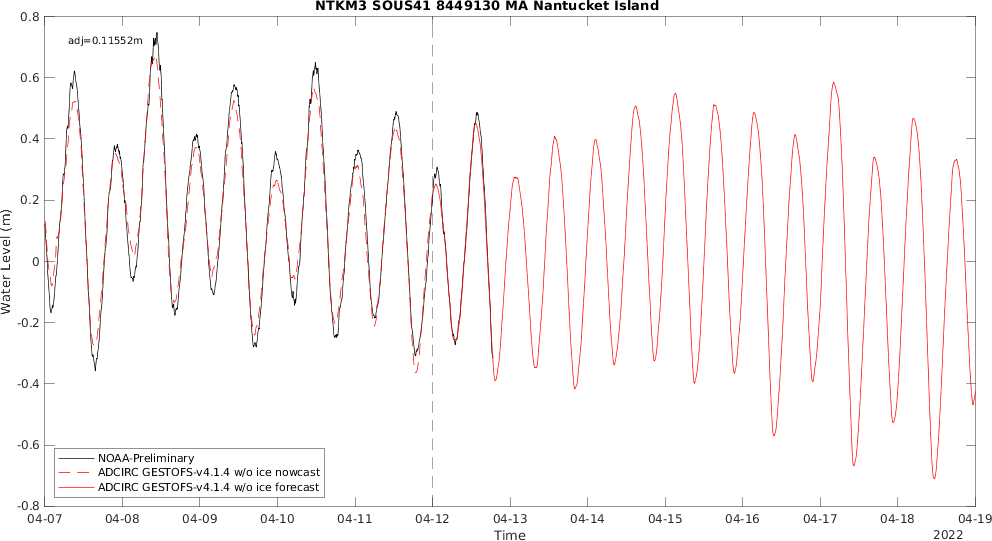 NTKM3 SOUS41 8449130 MA Nantucket Island
adj=0.11552m
0.8
0.6
0.4
0.2
0
-0.2
-0.4
-0.6
-0.8
Water Level (m)
NOAA-Preliminary
ADCIRC GESTOFS-v4.1.4 w/o ice nowcast
ADCIRC GESTOFS-v4.1.4 w/o ice forecast
04-07 04-08 04-09 04-10 04-11 04-12 04-13 04-14 04-15 04-16 04-17 04-18 04-19
Time
2022